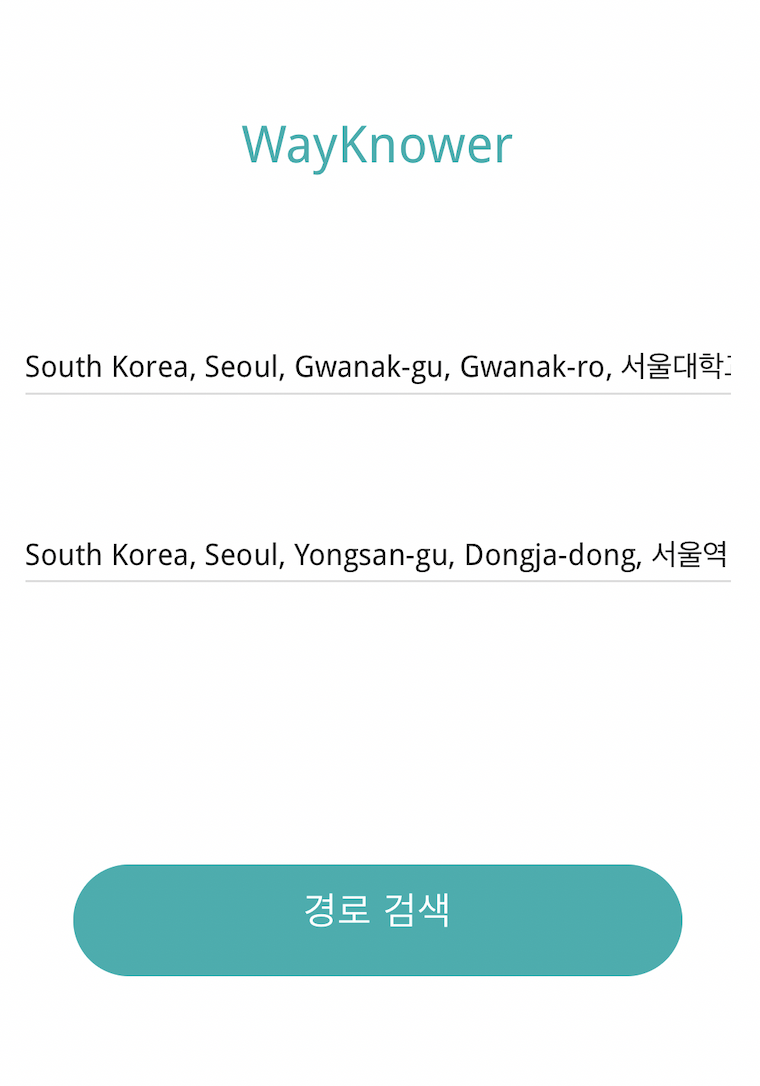 WayKnower
South Korea, Seoul, Gwanak-gu, Gwanak-ro, 서울대학
South Korea, Seoul, Yongsan-gu, Dongja-dong, 서울역
경로 검색